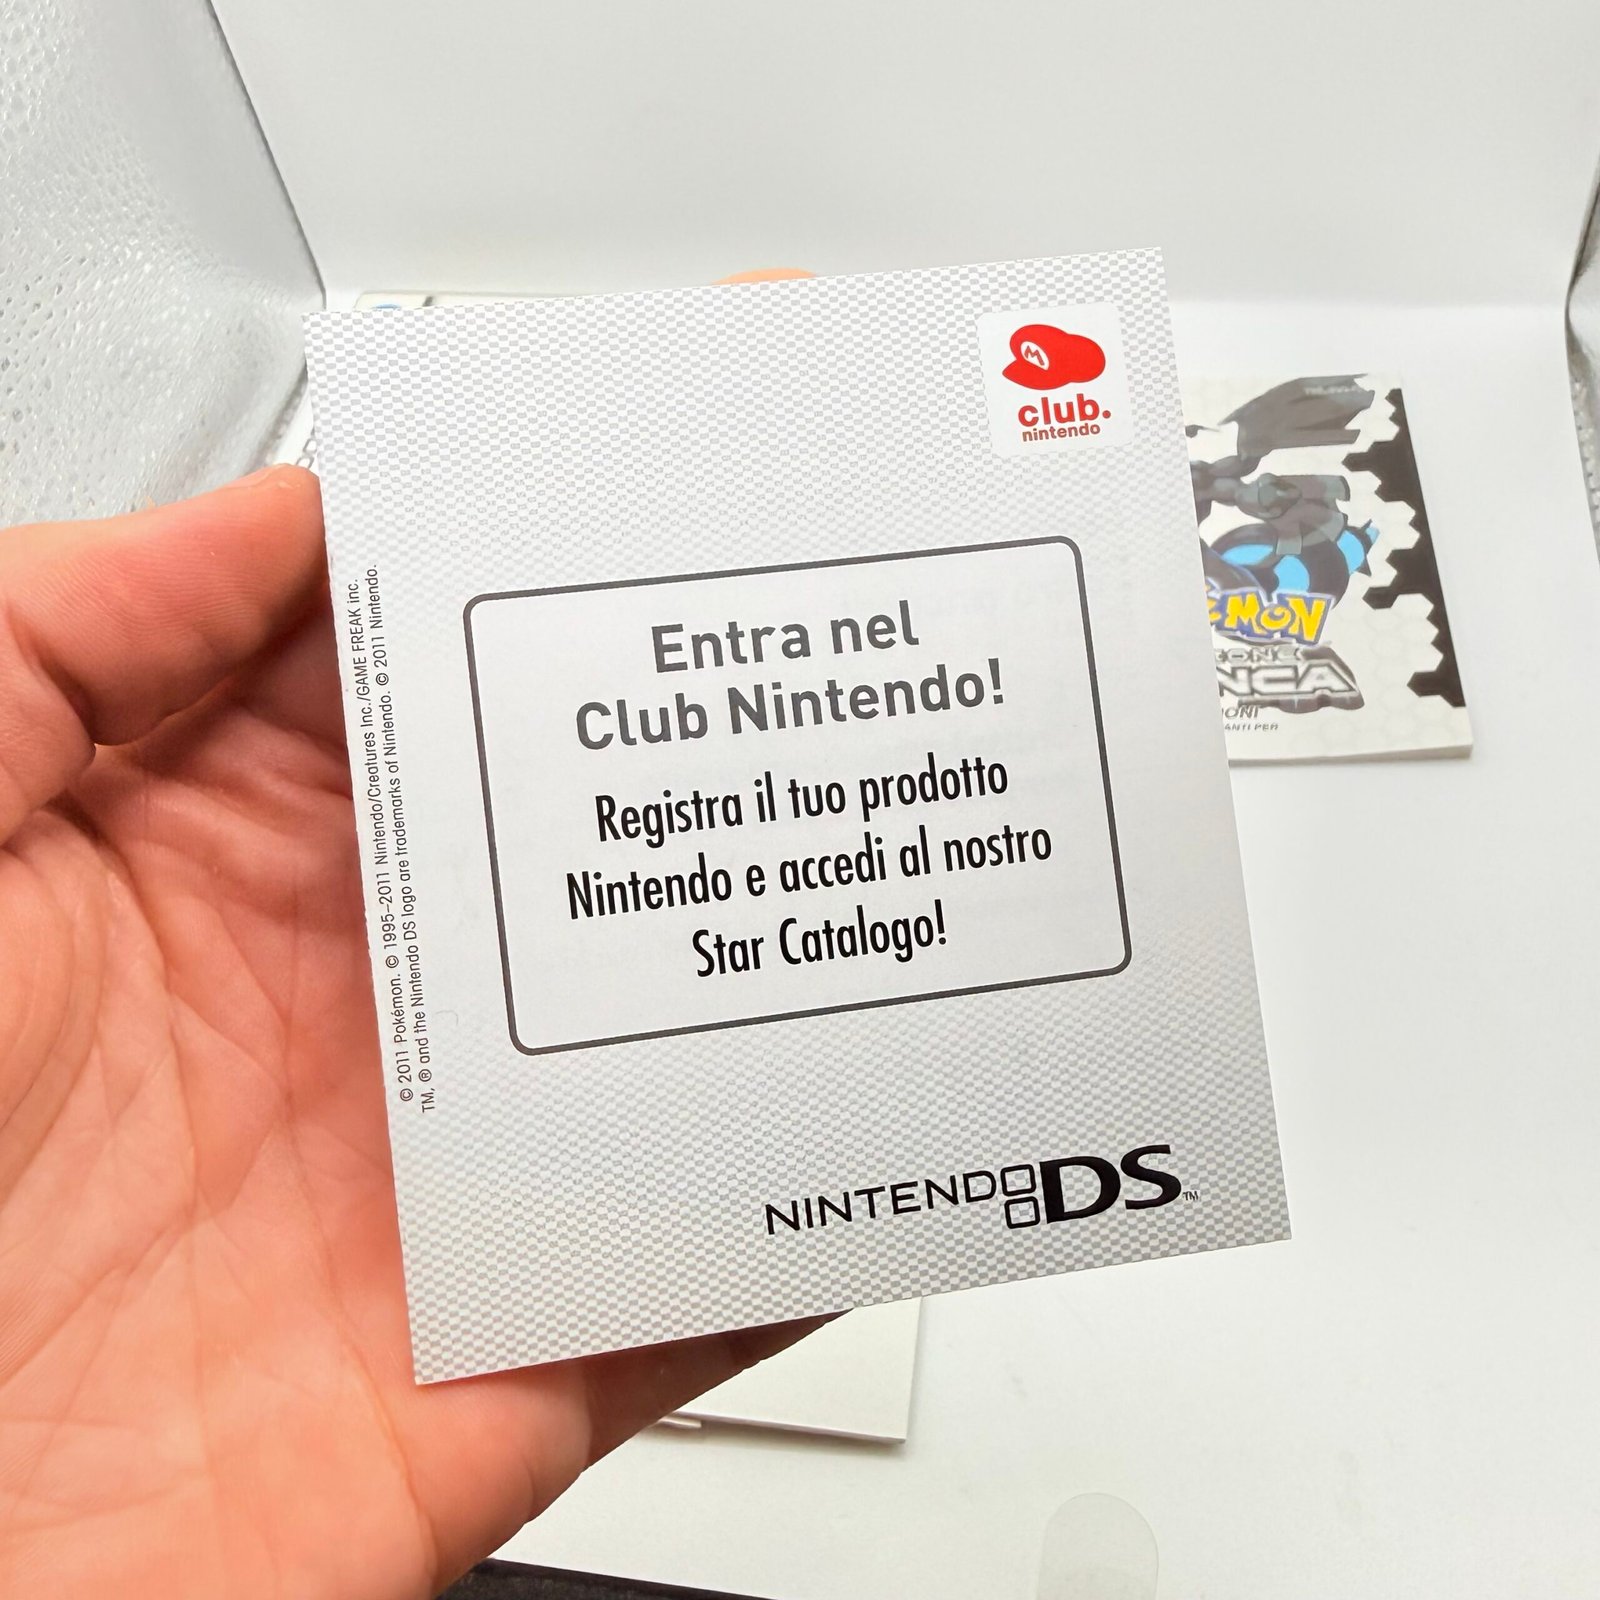 club.
nintendo
Entra nel
Club Nintendo!
Registra il tuo prodotto
Nintendo e accedi al nostro
Star Catalogo!
NINTENDO DS™
© 2011 Pokémon. © 1995–2011 Nintendo/Creatures Inc./GAME FREAK inc.
TM, ® and the Nintendo DS logo are trademarks of Nintendo. © 2011 Nintendo.